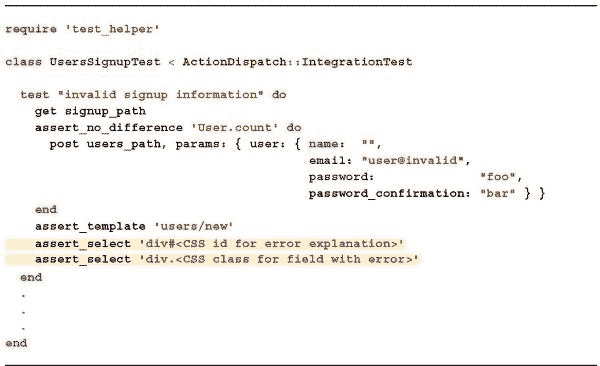 require 'test_helper'
class UsersSignupTest < ActionDispatch::IntegrationTest
test "invalid signup information" do
get signup_path
assert_no_difference 'User.count' do
post users_path, params: { user: { name: "",
email: "user@invalid",
password: "foo",
password_confirmation: "bar" } }
end
assert_template 'users/new'
assert_select 'div#<CSS id for error explanation>'
assert_select 'div.<CSS class for field with error>'
end
.
.
.
end